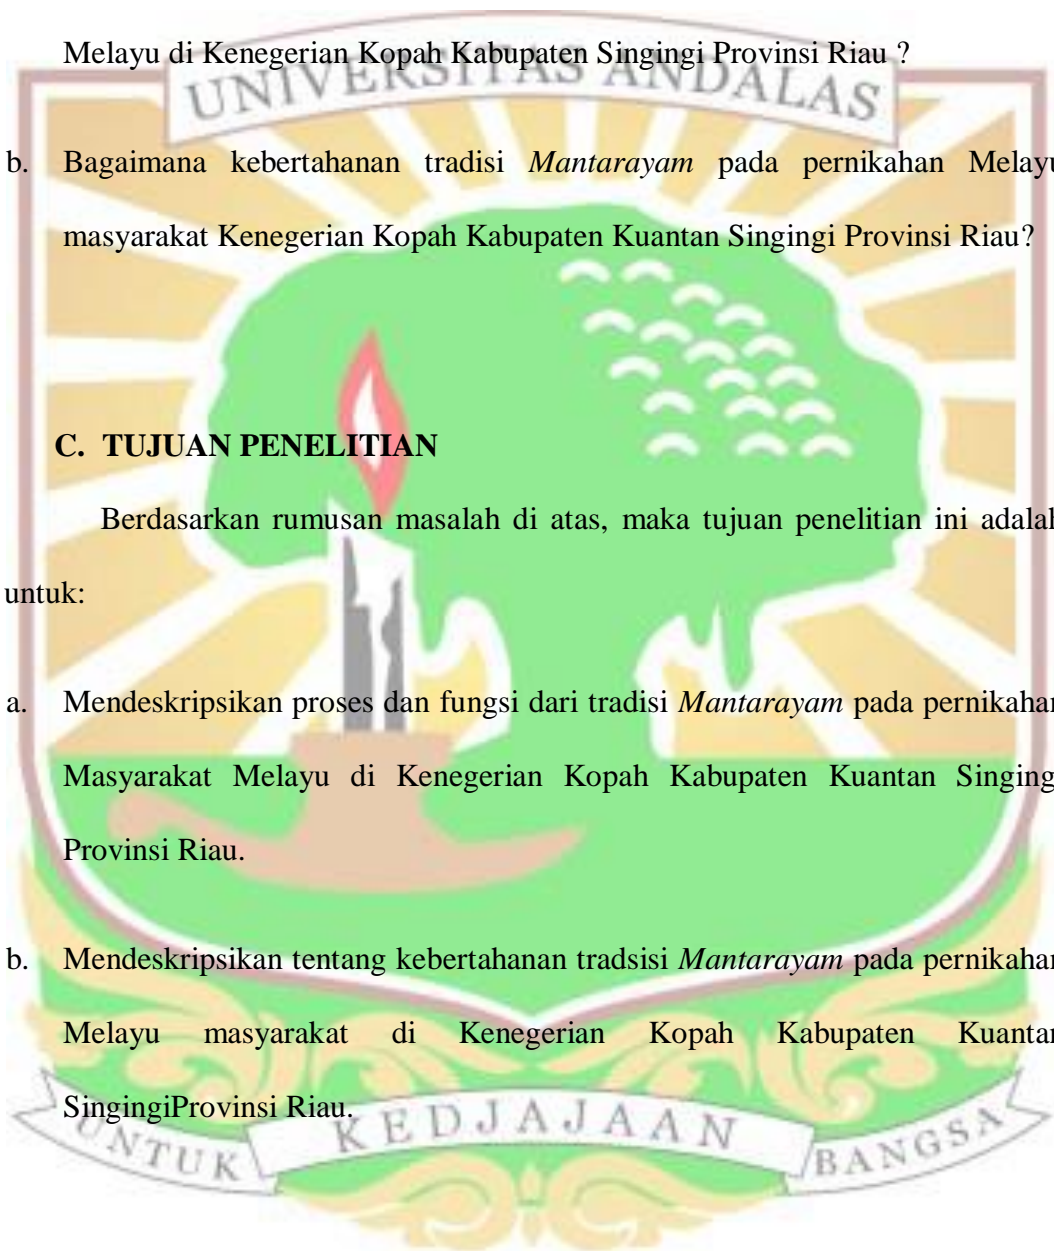 Melayu di Kenegerian Kopah Kabupaten Singingi Provinsi Riau ?
UNIVERSITAS ANDALAS
b. Bagaimana kebertahanan tradisi Mantarayam pada pernikahan Melayu
masyarakat Kenegerian Kopah Kabupaten Kuantan Singingi Provinsi Riau?
C. TUJUAN PENELITIAN
Berdasarkan rumusan masalah di atas, maka tujuan penelitian ini adalah
untuk:
a. Mendeskripsikan proses dan fungsi dari tradisi Mantarayam pada pernikahan
Masyarakat Melayu di Kenegerian Kopah Kabupaten Kuantan Singingi
Provinsi Riau.
b. Mendeskripsikan tentang kebertahanan tradsisi Mantarayam pada pernikahan
Melayu masyarakat di Kenegerian Kopah Kabupaten Kuantan
SingingiProvinsi Riau.
UNTUK KEDJAJAAN BANGSA